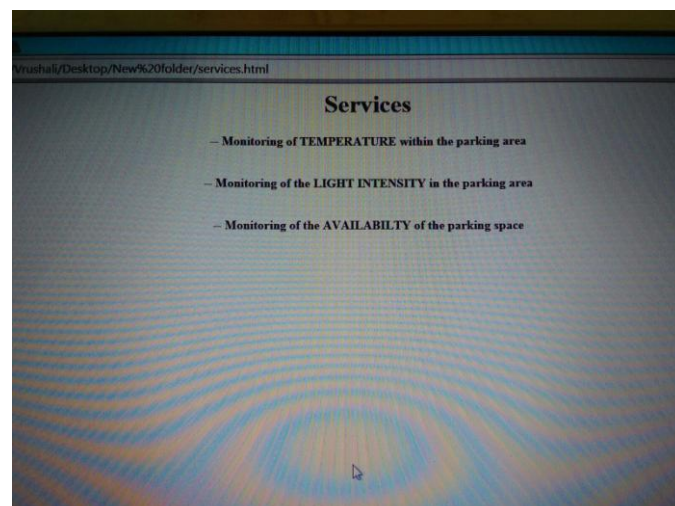 Vrushali/Desktop/New%20folder/services.html
Services
-- Monitoring of TEMPERATURE within the parking area
-- Monitoring of the LIGHT INTENSITY in the parking area
-- Monitoring of the AVAILABILTY of the parking space